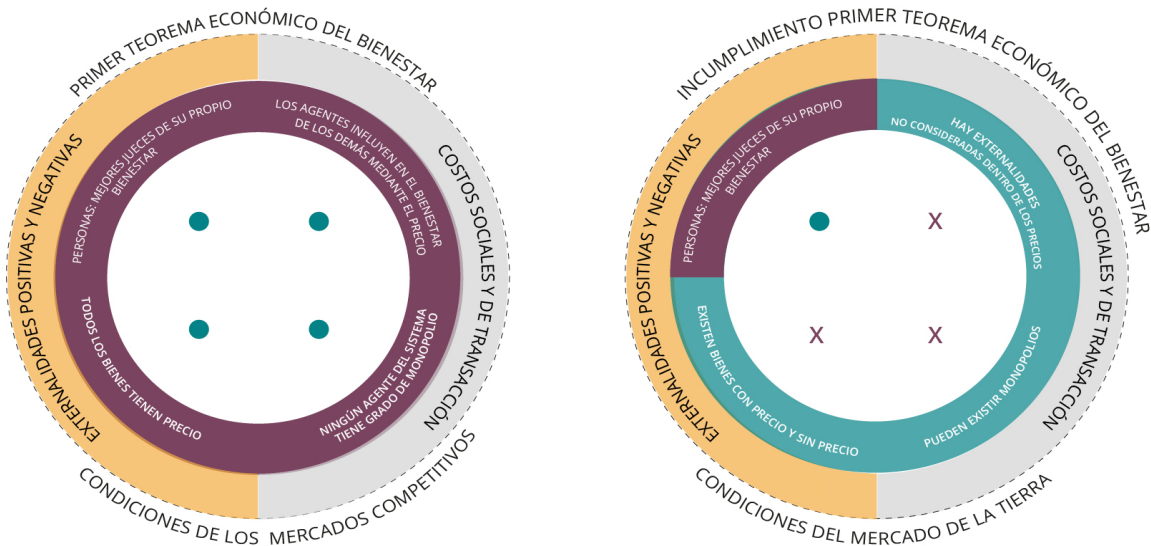 PRIMER TEOREMA ECONÓMICO DEL BIENESTAR
EXTERNALIDADES POSITIVAS Y NEGATIVAS
COSTOS SOCIALES Y DE TRANSACCIÓN
PERSONAS: MEJORES JUECES DE SU PROPIO
BIENESTAR
LOS AGENTES INFLUYEN EN EL BIENESTAR
DE LOS DEMÁS MEDIANTE EL PRECIO
TODOS LOS BIENES TIENEN PRECIO
NINGÚN AGENTE DEL SISTEMA
TIENE GRADO DE MONOPOLIO
CONDICIONES DE LOS MERCADOS COMPETITIVOS
INCUMPLIMIENTO PRIMER TEOREMA ECONÓMICO DEL BIENESTAR
EXTERNALIDADES POSITIVAS Y NEGATIVAS
COSTOS SOCIALES Y DE TRANSACCIÓN
PERSONAS: MEJORES JUECES DE SU PROPIO
BIENESTAR
HAY EXTERNALIDADES
NO CONSIDERADAS DENTRO DE LOS PRECIOS
X
X
X
EXISTEN BIENES CON PRECIO Y SIN PRECIO
PUEDEN EXISTIR MONOPOLIOS
CONDICIONES DEL MERCADO DE LA TIERRA